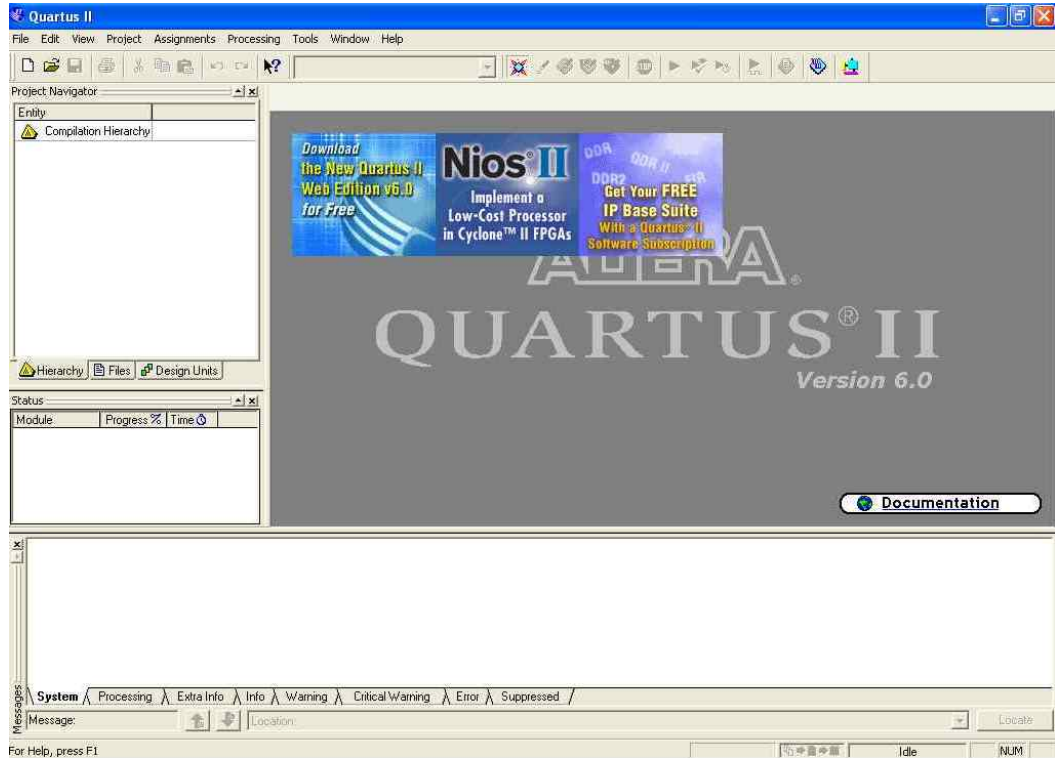 Quartus II
File Edit View Project Assignments Processing Tools Window Help
Project Navigator
Entity
Compilation Hierarchy
Hierarchy Files Design Units
Status
Module Progress % Time
Download
the New Quartus II
Web Edition v6.0
for Free
Nios® II
Implement a
Low-Cost Processor
in Cyclone™ II FPGAs
DDR DDR II
DDR2 FIR
Get Your FREE
IP Base Suite
With a Quartus® II
Software Subscription
ALTERA®
QUARTUS® II
Version 6.0
Documentation
Messages
System Processing Extra Info Info Warning Critical Warning Error Suppressed
Message: Location: Locate
For Help, press F1 Idle NUM